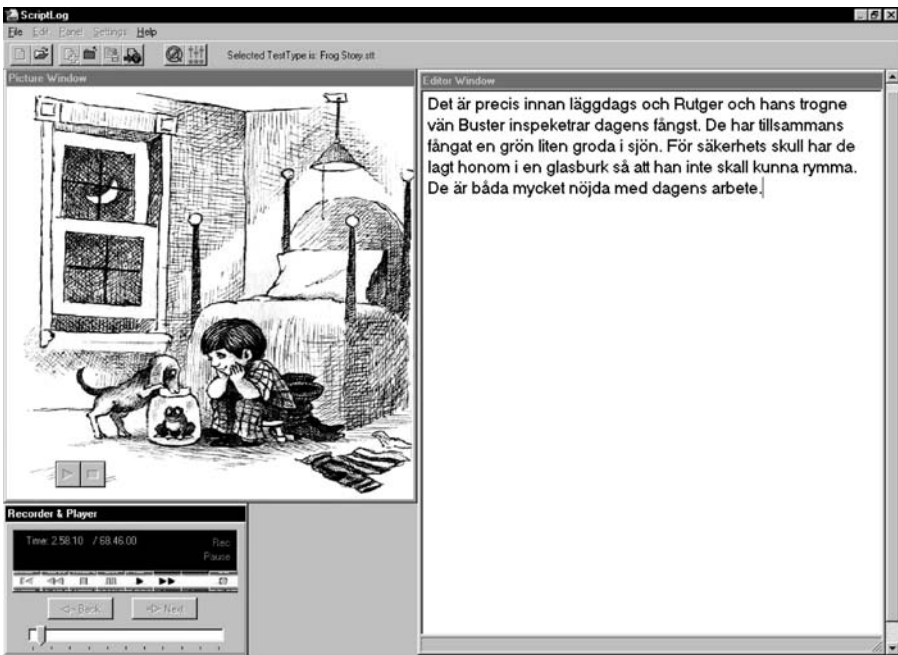 ScriptLog
File Edit Panel Settings Help
Selected TestType is: Frog Story.stt
Picture Window
Editor Window
Det är precis innan läggdags och Rutger och hans trogne
vän Buster inspeketrar dagens fångst. De har tillsammans
fångat en grön liten groda i sjön. För säkerhets skull har de
lagt honom i en glasburk så att han inte skall kunna rymma.
De är båda mycket nöjda med dagens arbete.
Recorder & Player
Time: 2.58.10 / 68.46.00 Rec
Pause
Back Next